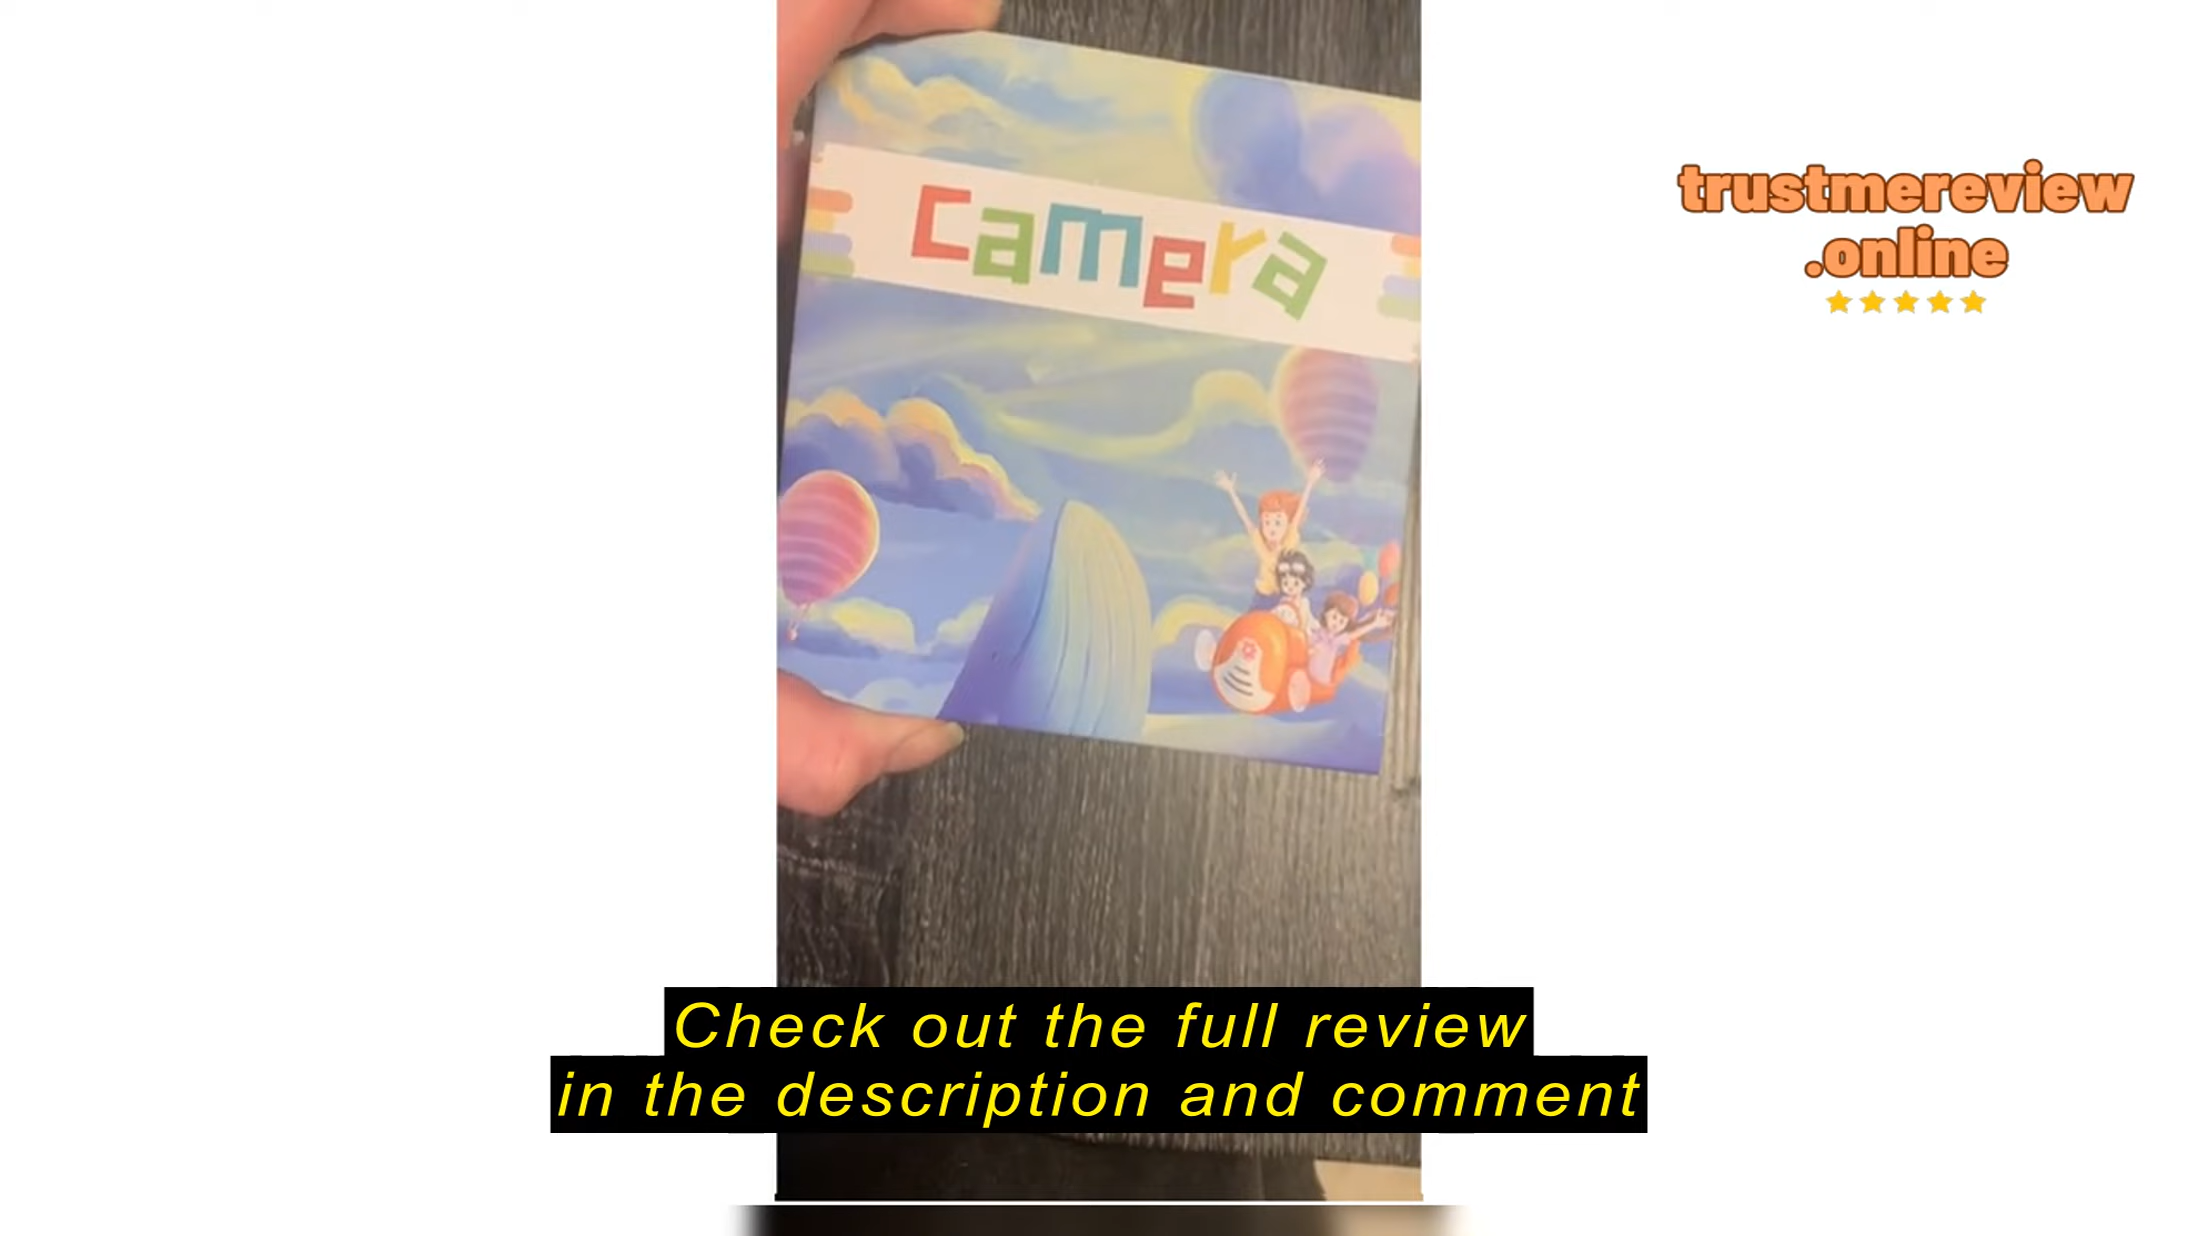 camera
trustmereview
.online
Check out the full review
in the description and comment